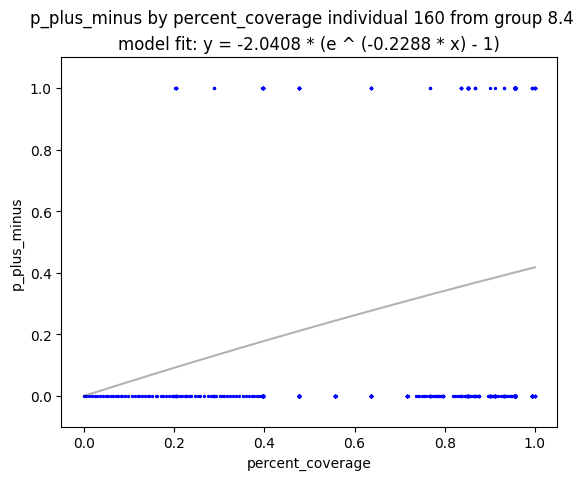 p_plus_minus by percent_coverage individual 160 from group 8.4
model fit: y = -2.0408 * (e ^ (-0.2288 * x) - 1)
1.0
0.8
0.6
0.4
0.2
0.0
p_plus_minus
0.0 0.2 0.4 0.6 0.8 1.0
percent_coverage